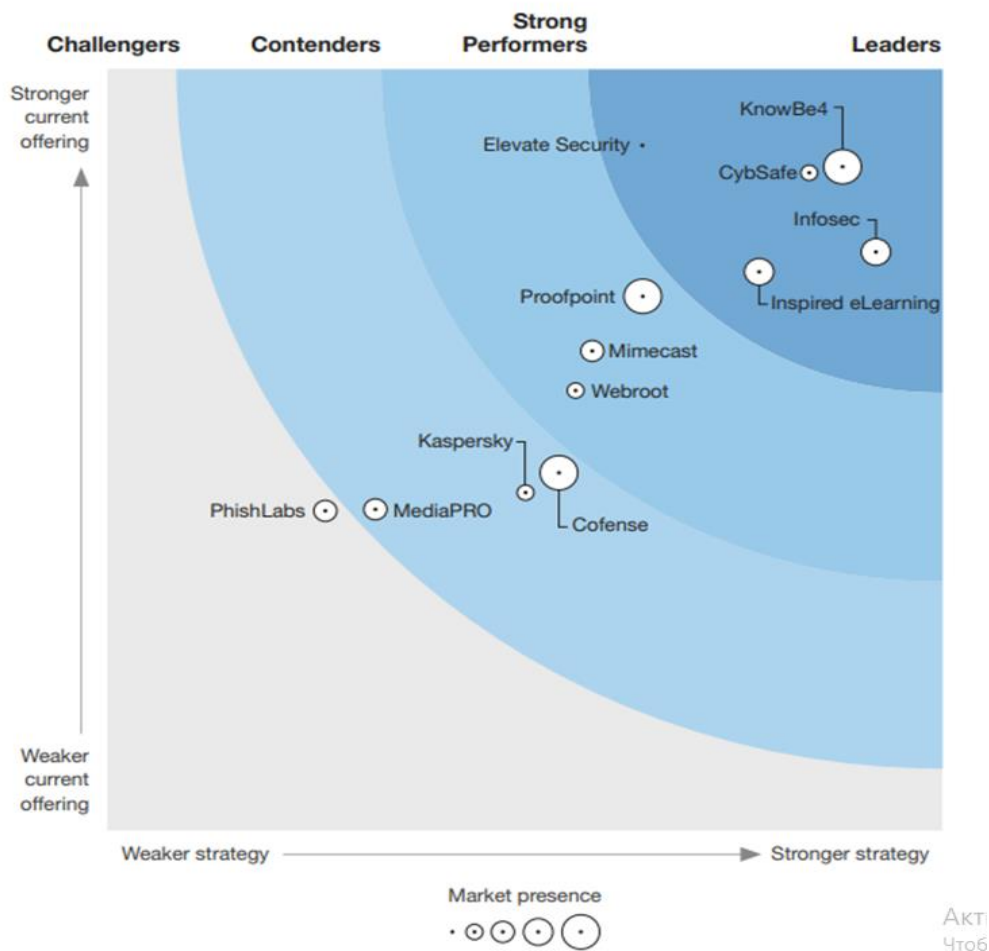 Strong
Challengers Contenders Performers Leaders
Stronger
current
offering
KnowBe4
Elevate Security
CybSafe
Infosec
Proofpoint
Inspired eLearning
Mimecast
Webroot
Kaspersky
PhishLabs
MediaPRO
Cofense
Weaker
current
offering
Weaker strategy
Stronger strategy
Market presence
Акт
Чтоб